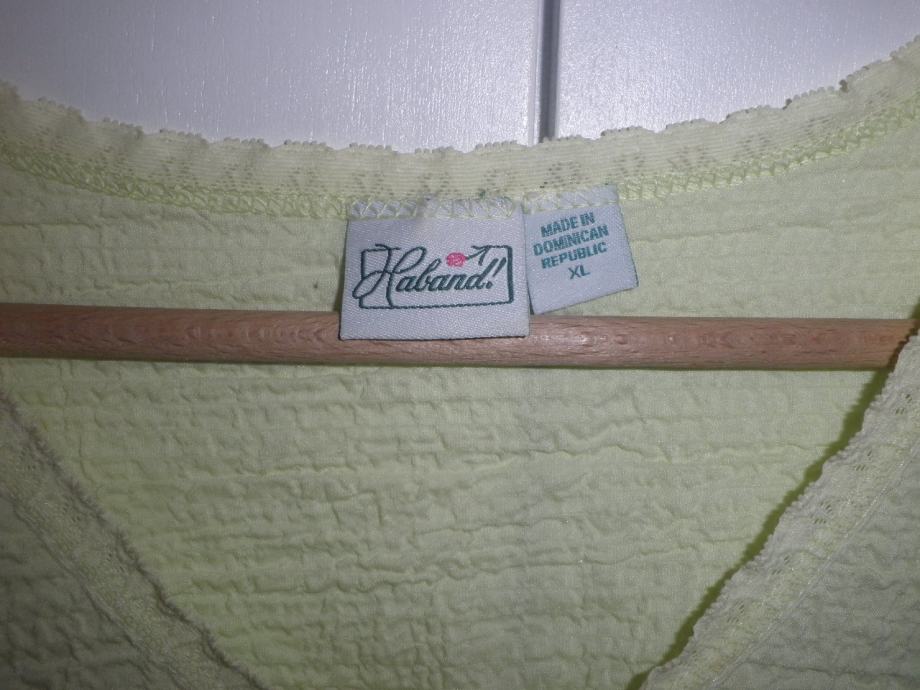 Haband!
MADE IN
DOMINICAN
REPUBLIC
XL